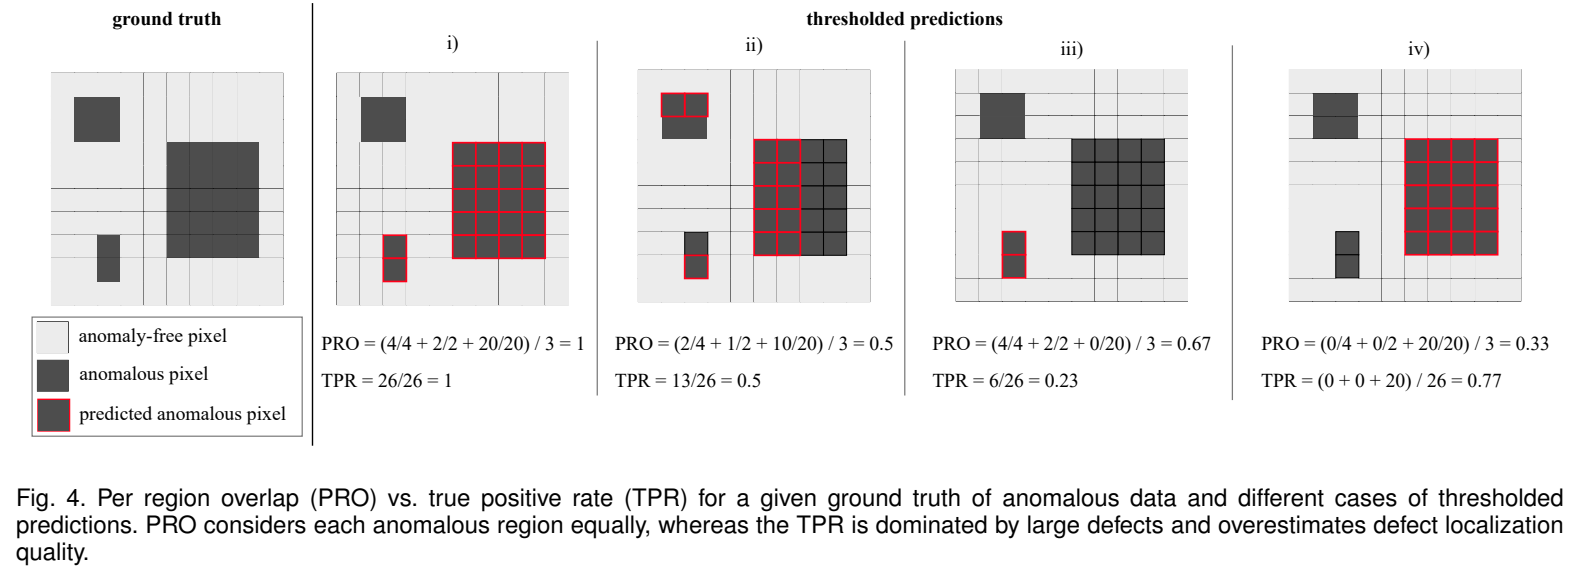 ground truth
thresholded predictions
i)
ii)
iii)
iv)
anomaly-free pixel
anomalous pixel
predicted anomalous pixel
PRO = (4/4 + 2/2 + 20/20) / 3 = 1
TPR = 26/26 = 1
PRO = (2/4 + 1/2 + 10/20) / 3 = 0.5
TPR = 13/26 = 0.5
PRO = (4/4 + 2/2 + 0/20) / 3 = 0.67
TPR = 6/26 = 0.23
PRO = (0/4 + 0/2 + 20/20) / 3 = 0.33
TPR = (0 + 0 + 20) / 26 = 0.77
Fig. 4. Per region overlap (PRO) vs. true positive rate (TPR) for a given ground truth of anomalous data and different cases of thresholded
predictions. PRO considers each anomalous region equally, whereas the TPR is dominated by large defects and overestimates defect localization
quality.